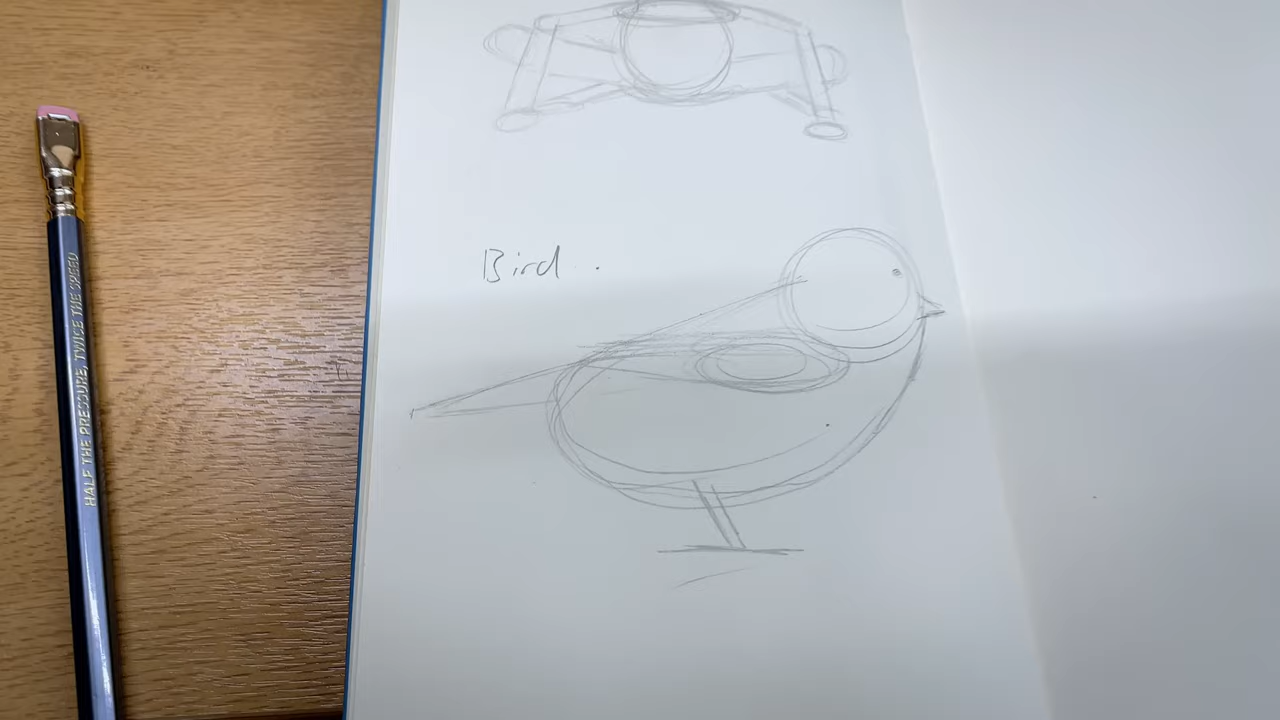 Bird..
HALF THE PRESSURE, TWICE THE SPEED